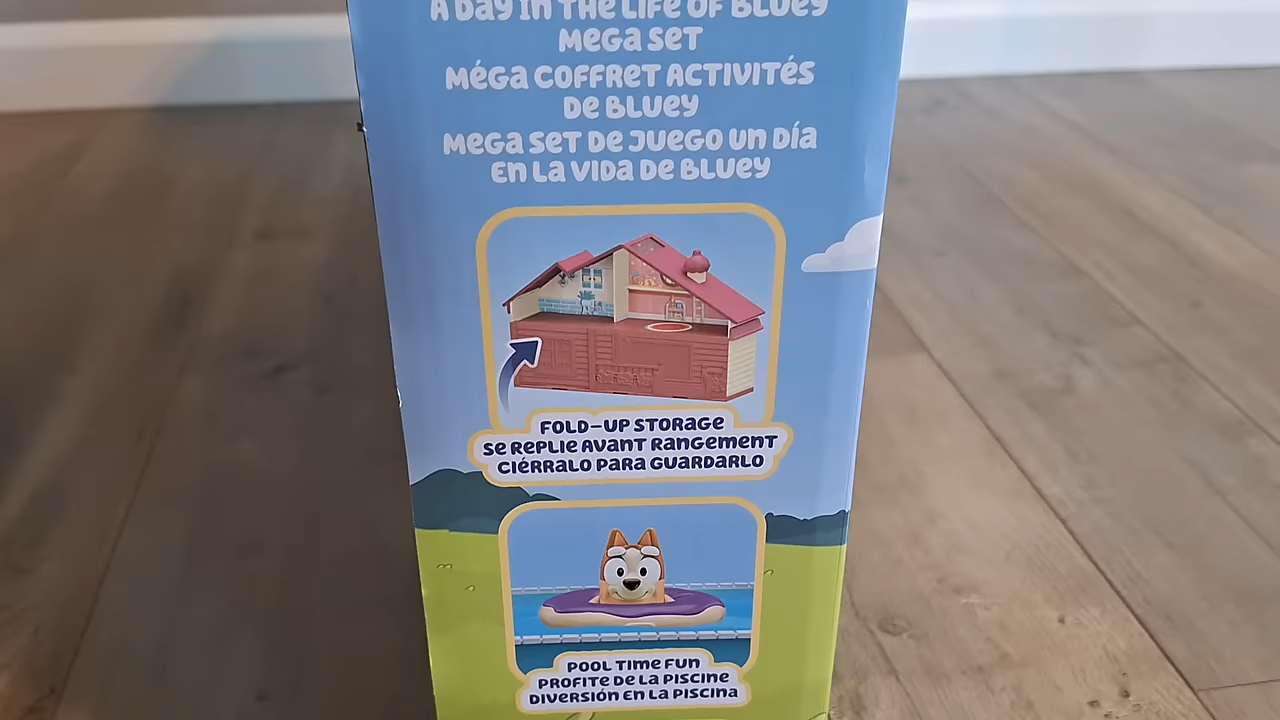 A Day in the Life of Bluey
Mega Set
Méga coffret activités
de Bluey
Mega set de juego un día
en la vida de Bluey
Fold-up storage
Se replie avant rangement
Ciérralo para guardarlo
Pool time fun
Profite de la piscine
Diversión en la piscina